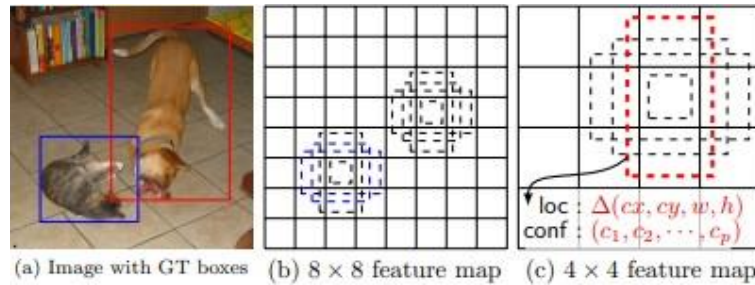 loc : Δ(cx, cy, w, h)
conf : (c₁, c₂, ⋯, cₚ)
(a) Image with GT boxes
(b) 8 × 8 feature map
(c) 4 × 4 feature map